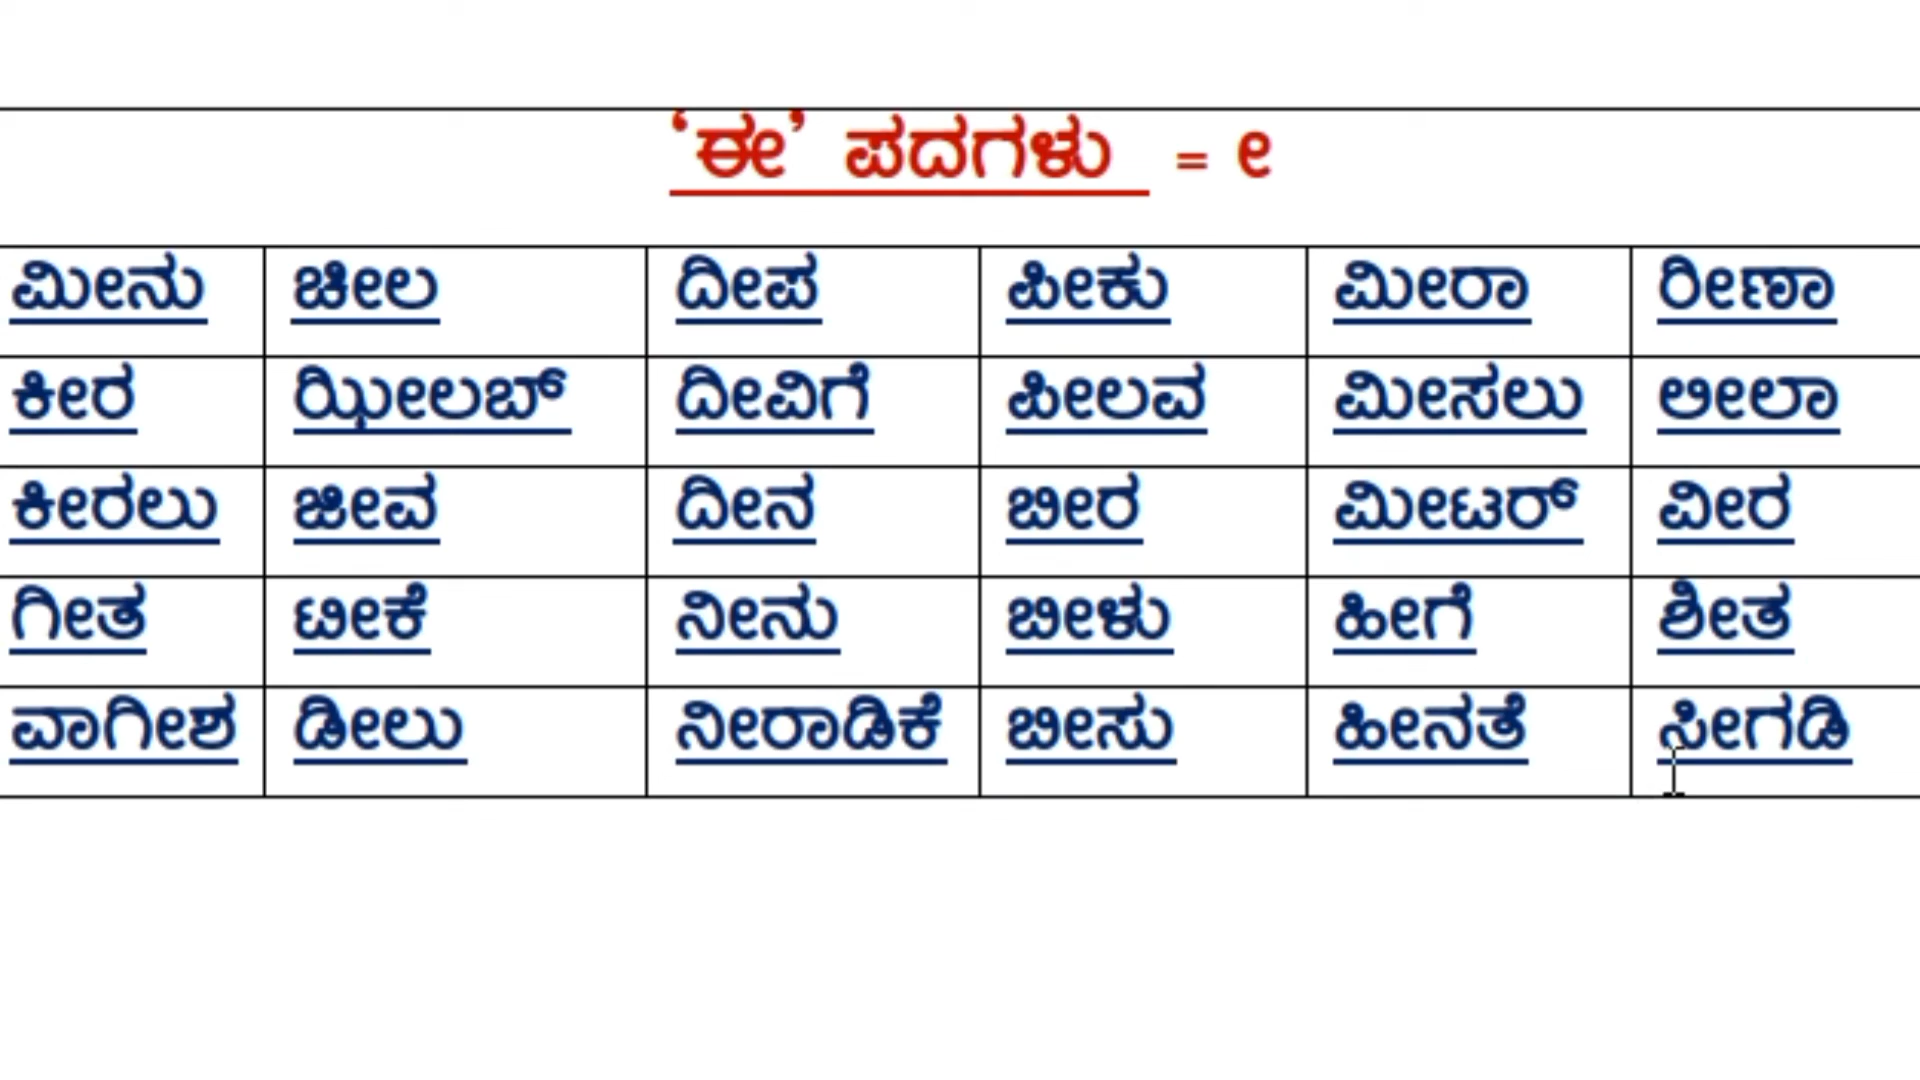 ‘ಈ’ ಪದಗಳು = ೀ
ಮೀನು ಚೀಲ ದೀಪ ಪೀಕು ಮೀರಾ ರೀಣಾ
ಕೀರ ಝೀಲಬ್ ದೀವಿಗೆ ಪೀಲವ ಮೀಸಲು ಲೀಲಾ
ಕೀರಲು ಜೀವ ದೀನ ಬೀರ ಮೀಟರ್ ವೀರ
ಗೀತ ಟೀಕೆ ನೀನು ಬೀಳು ಹೀಗೆ ಶೀತ
ವಾಗೀಶ ಡೀಲು ನೀರಾಡಿಕೆ ಬೀಸು ಹೀನತೆ ಸೀಗಡಿ